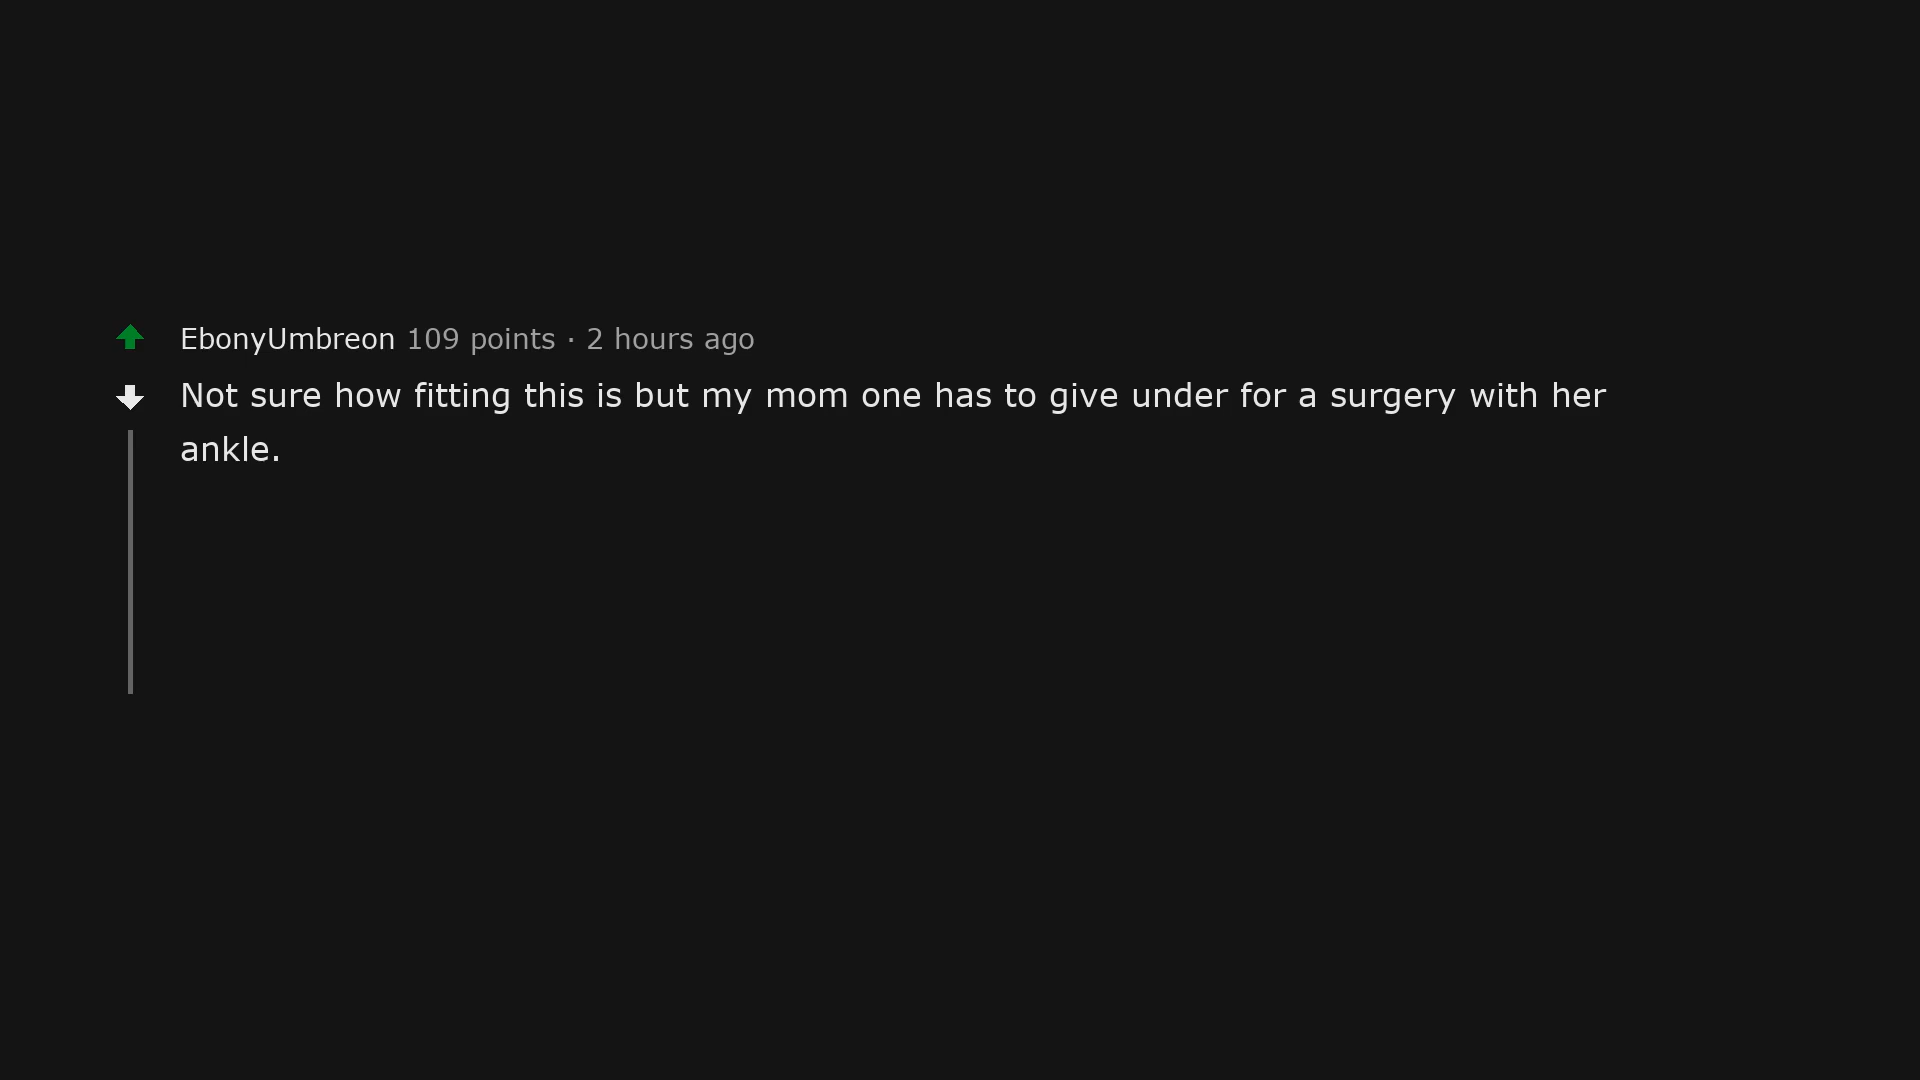 EbonyUmbreon 109 points · 2 hours ago
Not sure how fitting this is but my mom one has to give under for a surgery with her
ankle.